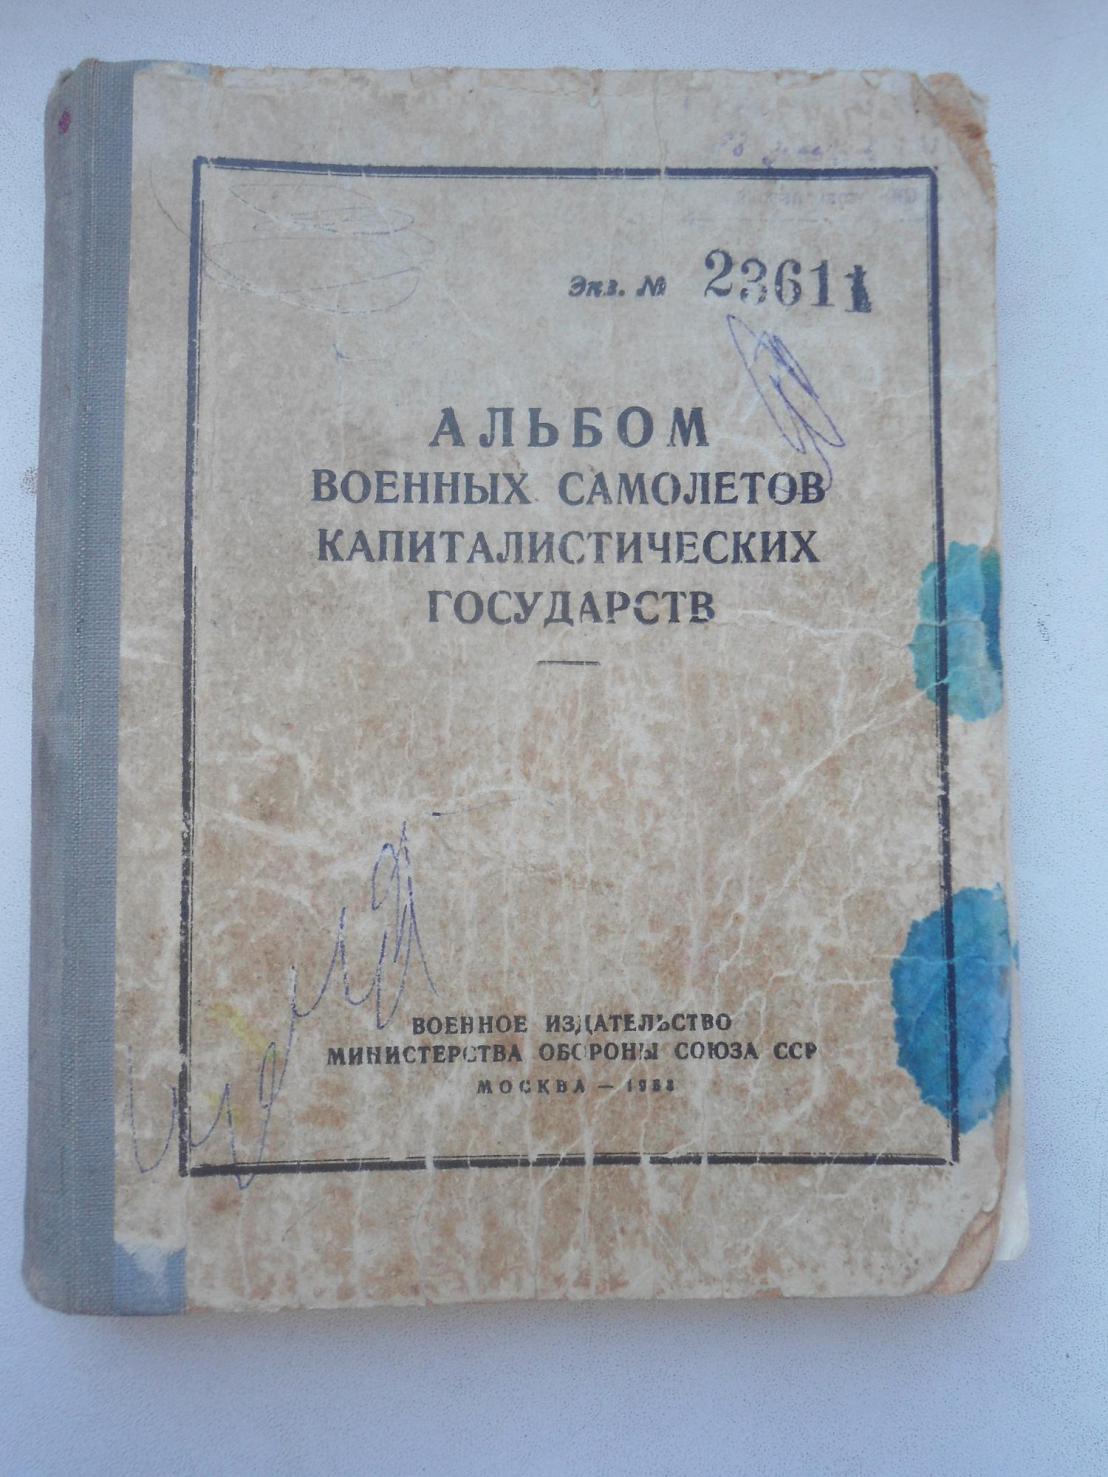 Экз. № 23611
АЛЬБОМ
ВОЕННЫХ САМОЛЕТОВ
КАПИТАЛИСТИЧЕСКИХ
ГОСУДАРСТВ
ВОЕННОЕ ИЗДАТЕЛЬСТВО
МИНИСТЕРСТВА ОБОРОНЫ СОЮЗА ССР
МОСКВА —